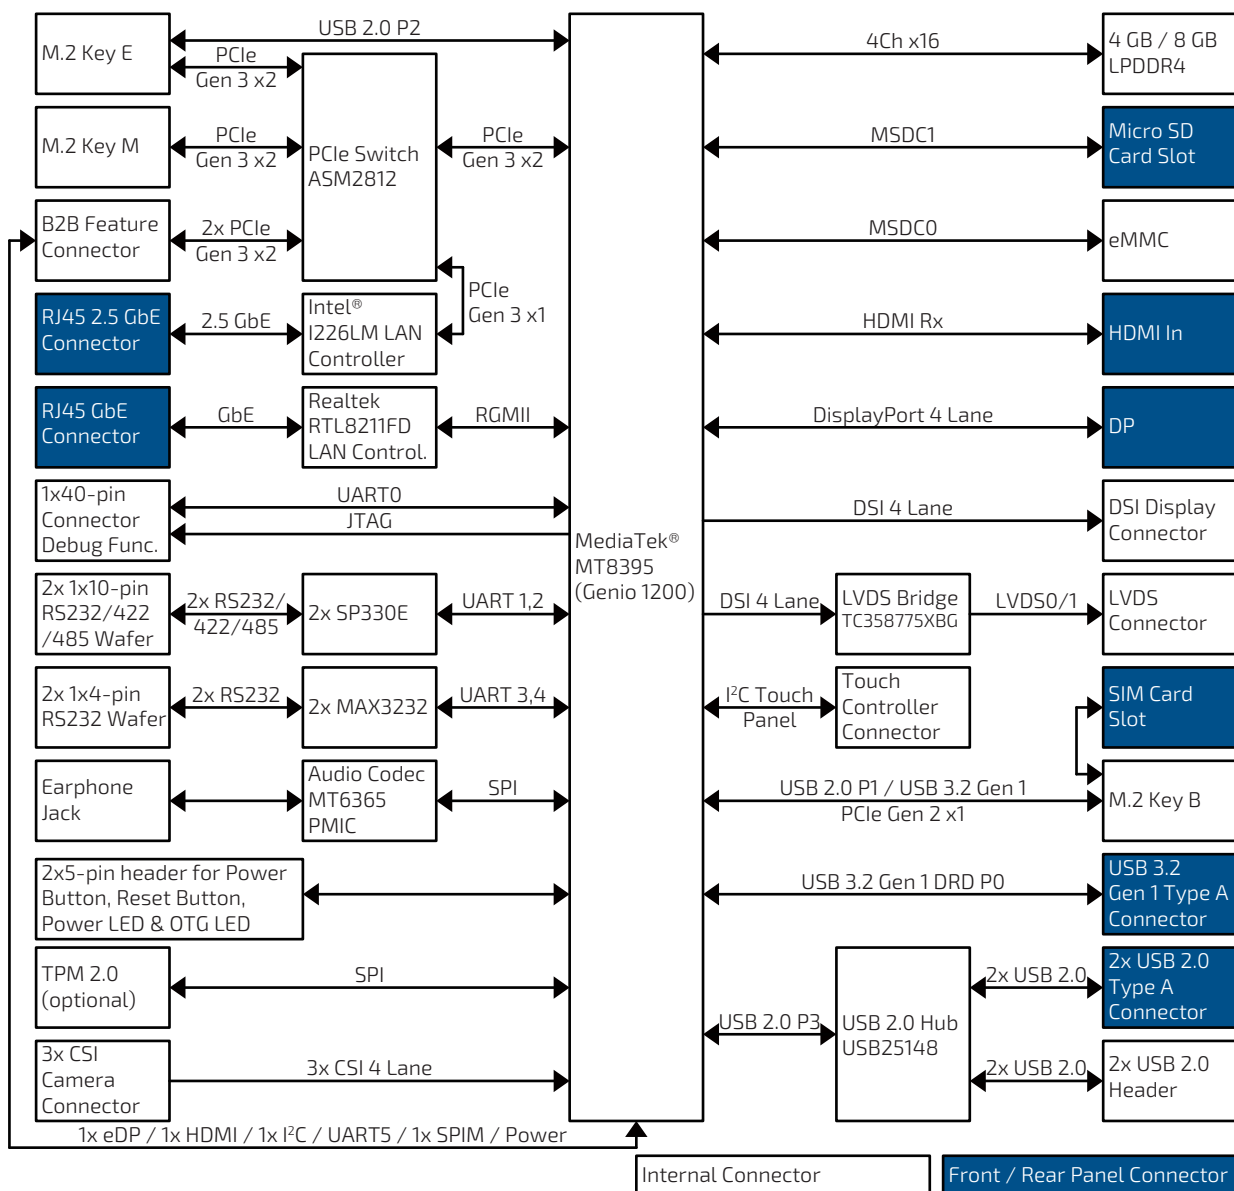 M.2 Key E
USB 2.0 P2
PCIe
Gen 3 x2
M.2 Key M
PCIe
Gen 3 x2
PCIe Switch
ASM2812
PCIe
Gen 3 x2
B2B Feature
Connector
2x PCIe
Gen 3 x2
PCIe
Gen 3 x1
RJ45 2.5 GbE
Connector
2.5 GbE
Intel®
I226LM LAN
Controller
RJ45 GbE
Connector
GbE
Realtek
RTL8211FD
LAN Control.
RGMII
1x40-pin
Connector
Debug Func.
UART0
JTAG
2x 1x10-pin
RS232/422
/485 Wafer
2x RS232/
422/485
2x SP330E
UART 1,2
2x 1x4-pin
RS232 Wafer
2x RS232
2x MAX3232
UART 3,4
Earphone
Jack
Audio Codec
MT6365
PMIC
SPI
2x5-pin header for Power
Button, Reset Button,
Power LED & OTG LED
TPM 2.0
(optional)
SPI
3x CSI
Camera
Connector
3x CSI 4 Lane
1x eDP / 1x HDMI / 1x I²C / UART5 / 1x SPIM / Power
MediaTek®
MT8395
(Genio 1200)
4Ch x16
4 GB / 8 GB
LPDDR4
MSDC1
Micro SD
Card Slot
MSDC0
eMMC
HDMI Rx
HDMI In
DisplayPort 4 Lane
DP
DSI 4 Lane
DSI Display
Connector
DSI 4 Lane
LVDS Bridge
TC358775XBG
LVDS0/1
LVDS
Connector
I²C Touch
Panel
Touch
Controller
Connector
SIM Card
Slot
USB 2.0 P1 / USB 3.2 Gen 1
PCIe Gen 2 x1
M.2 Key B
USB 3.2 Gen 1 DRD P0
USB 3.2
Gen 1 Type A
Connector
USB 2.0 P3
USB 2.0 Hub
USB25148
2x USB 2.0
2x USB 2.0
Type A
Connector
2x USB 2.0
2x USB 2.0
Header
Internal Connector
Front / Rear Panel Connector